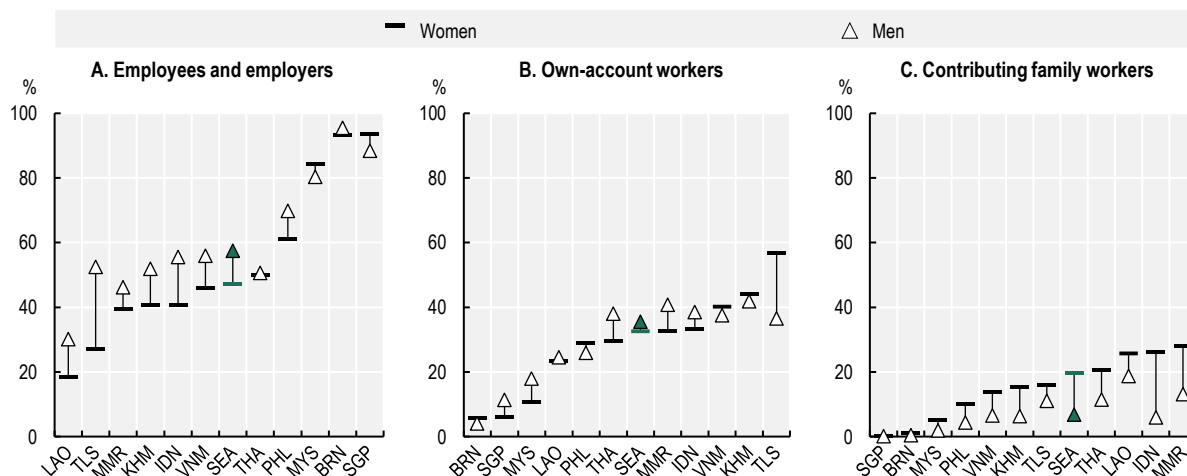 Women
Men
A. Employees and employers
B. Own-account workers
C. Contributing family workers
%
100
80
60
40
20
0
LAO
TLS
MMR
KHM
IDN
VNM
SEA
THA
PHL
MYS
BRN
SGP
%
100
80
60
40
20
0
BRN
SGP
MYS
LAO
PHL
THA
SEA
MMR
IDN
VNM
KHM
TLS
%
100
80
60
40
20
0
SGP
BRN
MYS
PHL
VNM
KHM
TLS
SEA
THA
LAO
IDN
MMR